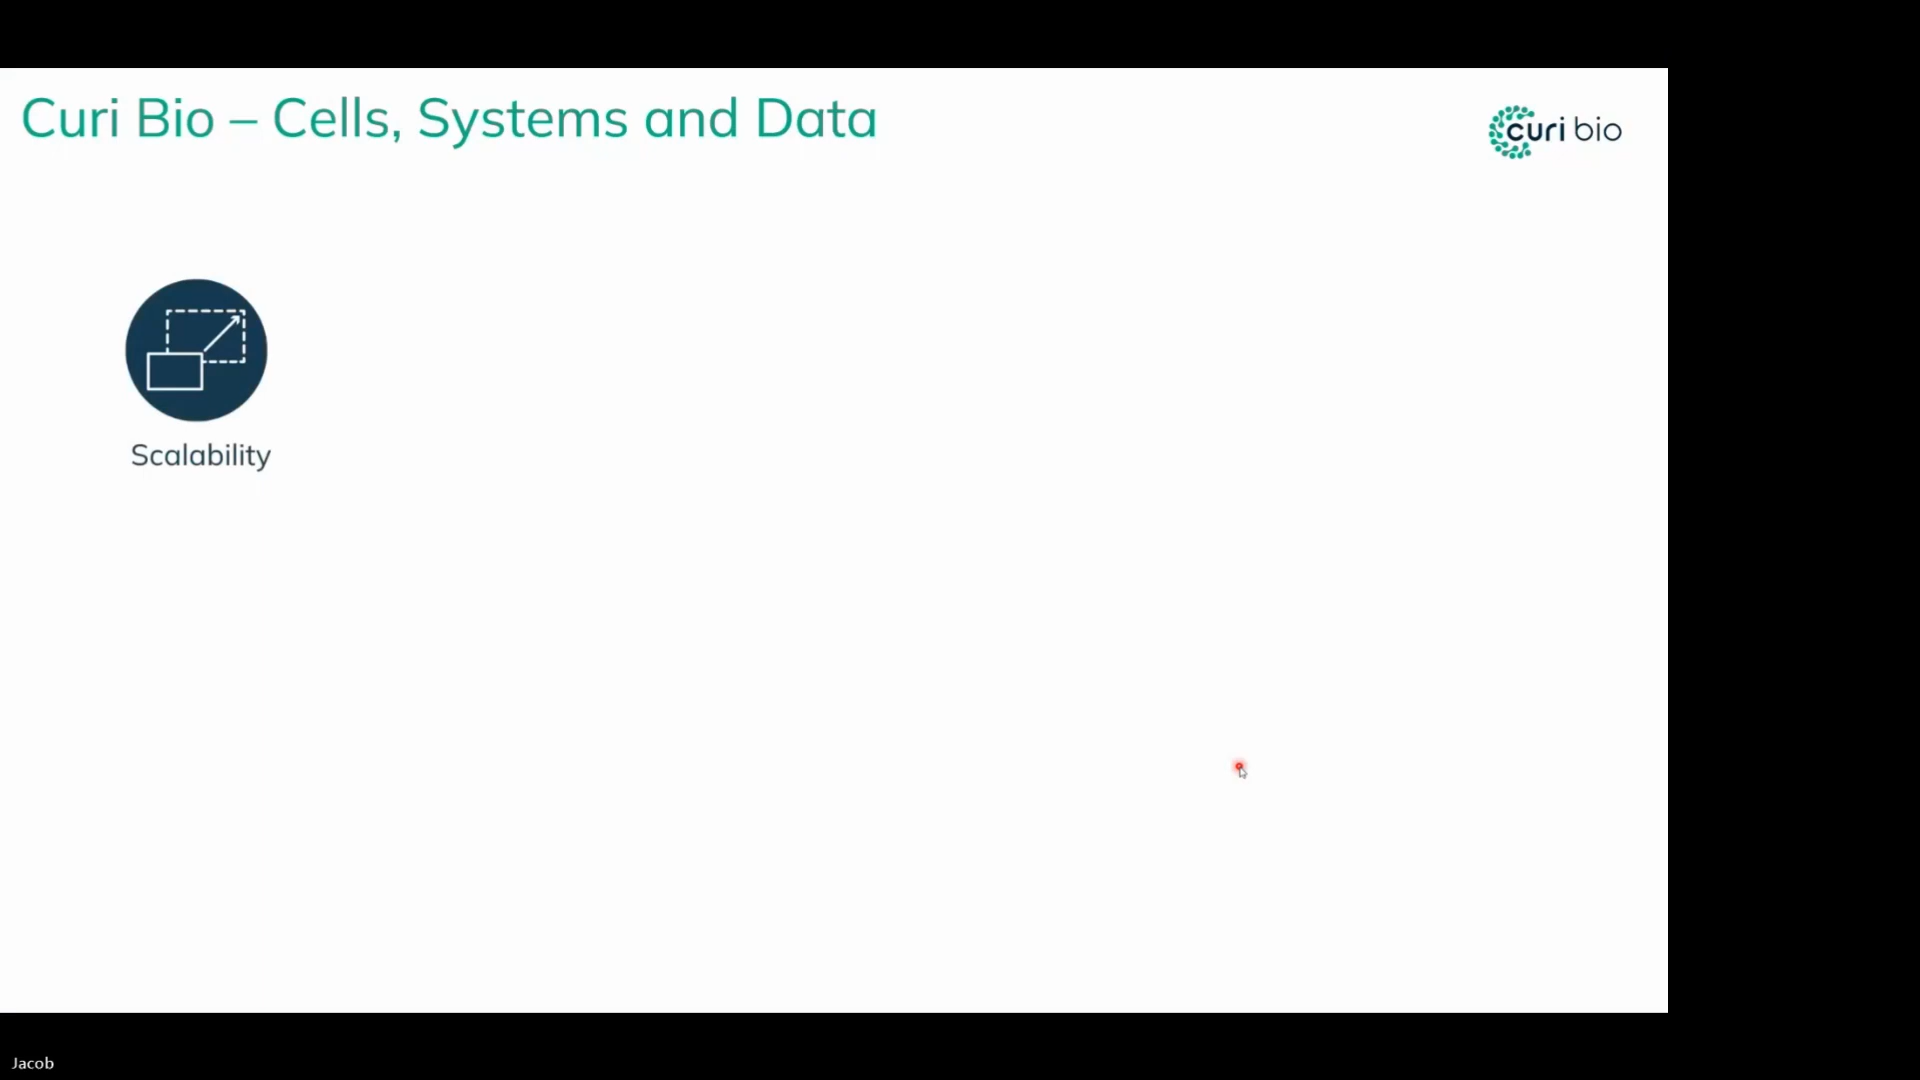 Curi Bio – Cells, Systems and Data
curi bio
Scalability
Jacob